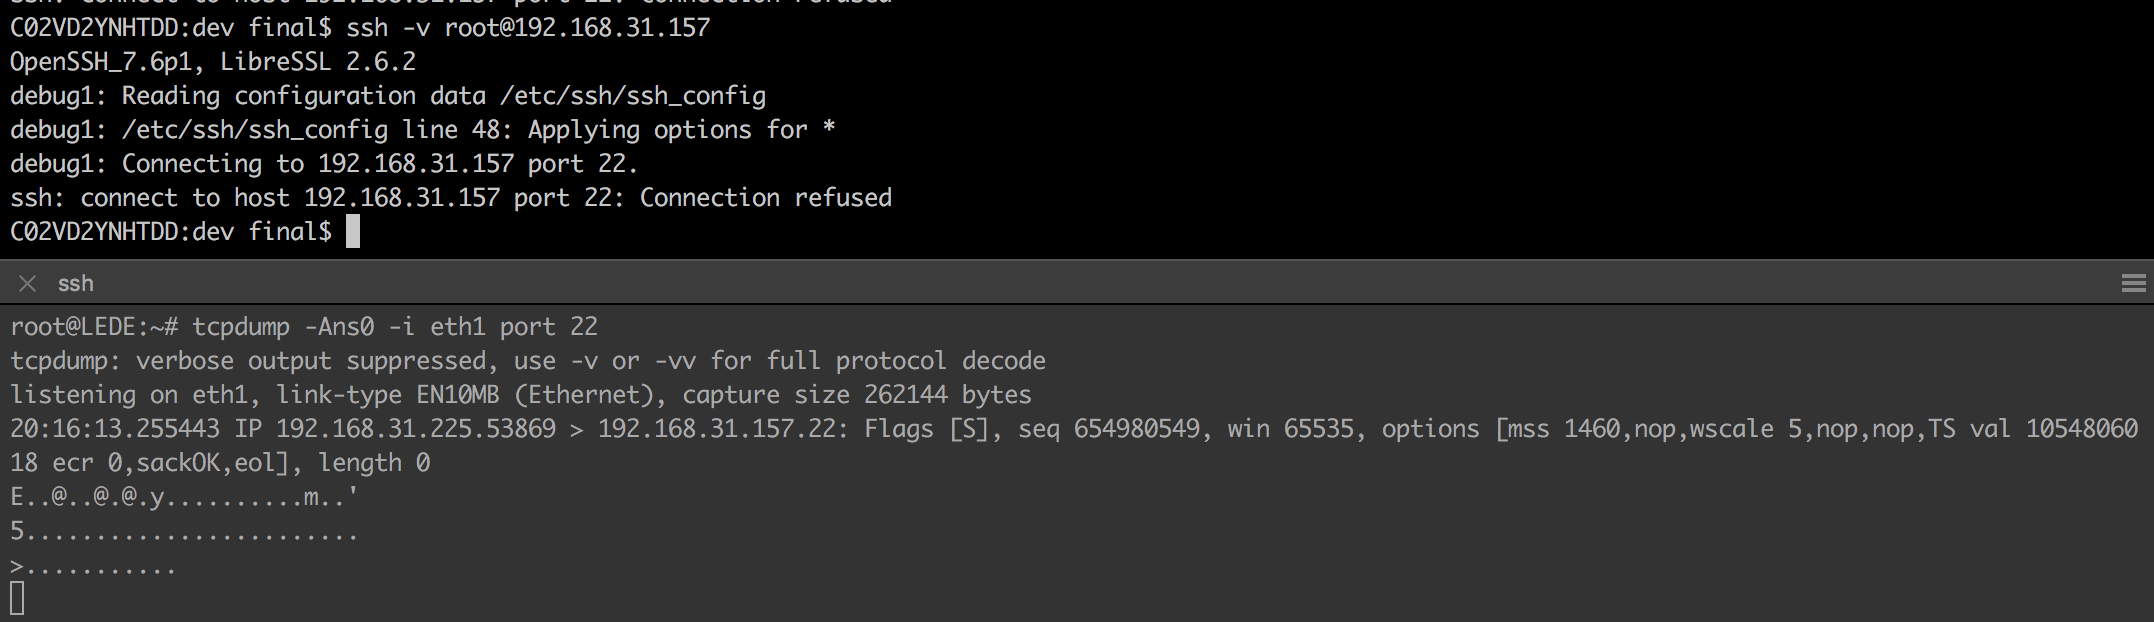 ssh: connect to host 192.168.31.157 port 22: Connection refused
C02VD2YNHTDD:dev final$ ssh -v root@192.168.31.157
OpenSSH_7.6p1, LibreSSL 2.6.2
debug1: Reading configuration data /etc/ssh/ssh_config
debug1: /etc/ssh/ssh_config line 48: Applying options for *
debug1: Connecting to 192.168.31.157 port 22.
ssh: connect to host 192.168.31.157 port 22: Connection refused
C02VD2YNHTDD:dev final$
ssh
root@LEDE:~# tcpdump -Ans0 -i eth1 port 22
tcpdump: verbose output suppressed, use -v or -vv for full protocol decode
listening on eth1, link-type EN10MB (Ethernet), capture size 262144 bytes
20:16:13.255443 IP 192.168.31.225.53869 > 192.168.31.157.22: Flags [S], seq 654980549, win 65535, options [mss 1460,nop,wscale 5,nop,nop,TS val 10548060
18 ecr 0,sackOK,eol], length 0
E..@..@.@.y..........m..'
5........................
>...........